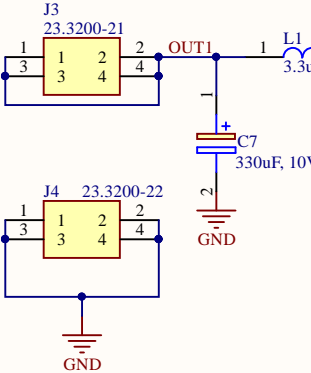 J3
23.3200-21
1 1 2 2 OUT1 1 L1
3 3 4 4 3.3u
1
+
C7
330uF, 10V
2
GND
J4 23.3200-22
1 1 2 2
3 3 4 4
GND